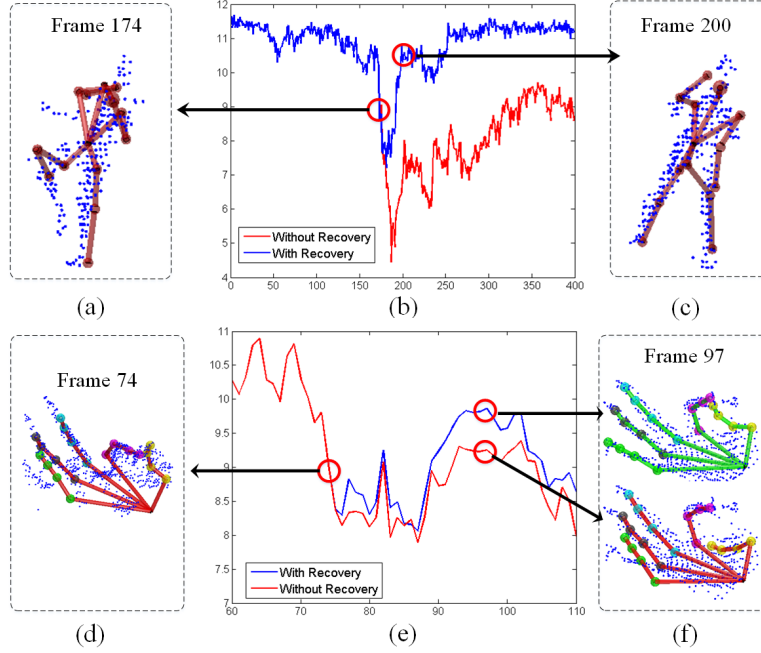 Frame 174
12
11
10
9
8
7
6
5
4
0 50 100 150 200 250 300 350 400
Without Recovery
With Recovery
Frame 200
(a)
(b)
(c)
Frame 74
11
10.5
10
9.5
9
8.5
8
7.5
7
60 70 80 90 100 110
With Recovery
Without Recovery
Frame 97
(d)
(e)
(f)